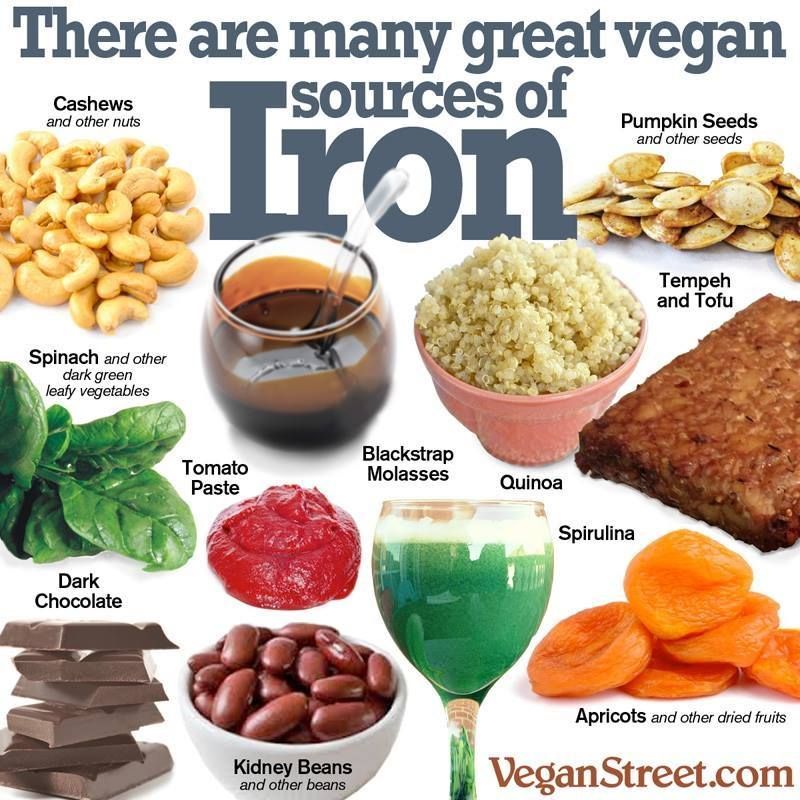 There are many great vegan
sources of
Iron
Cashews
and other nuts
Pumpkin Seeds
and other seeds
Tempeh
and Tofu
Spinach and other
dark green
leafy vegetables
Blackstrap
Molasses
Tomato
Paste
Quinoa
Spirulina
Dark
Chocolate
Apricots and other dried fruits
Kidney Beans
and other beans
VeganStreet.com